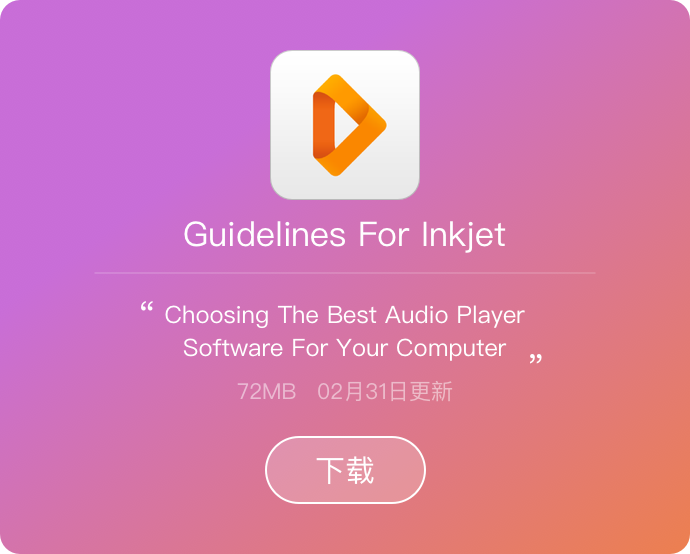 Guidelines For Inkjet
“ Choosing The Best Audio Player
Software For Your Computer „
72MB 02月31日更新
下载